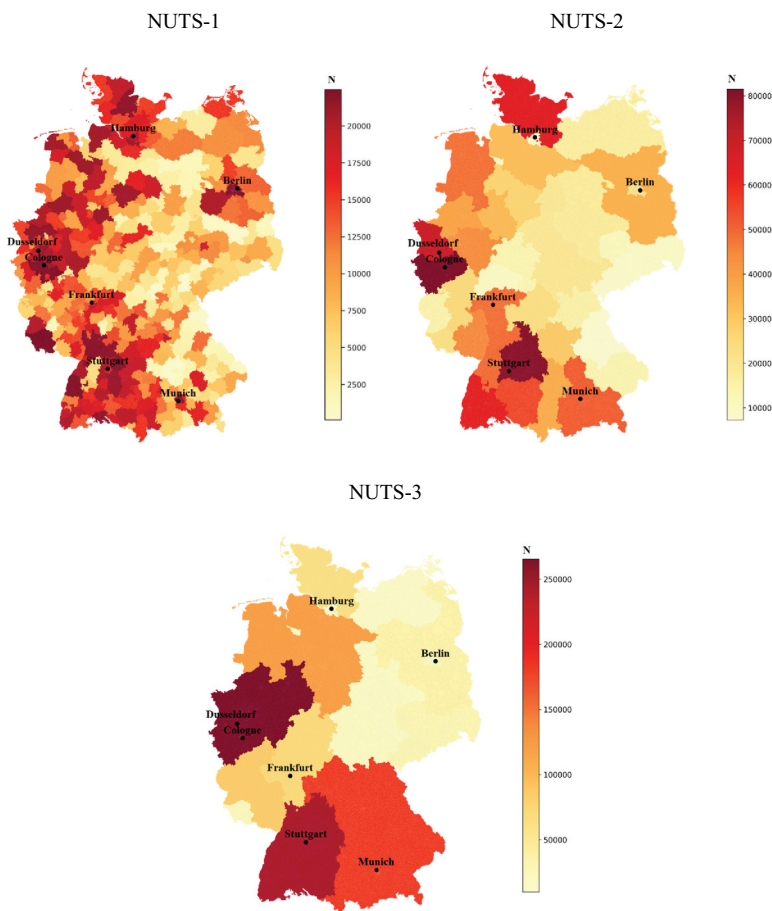 NUTS-1
NUTS-2
N
20000
17500
15000
12500
10000
7500
5000
2500
Hamburg
Berlin
Dusseldorf
Cologne
Frankfurt
Stuttgart
Munich
N
80000
70000
60000
50000
40000
30000
20000
10000
Hamburg
Berlin
Dusseldorf
Cologne
Frankfurt
Stuttgart
Munich
NUTS-3
N
250000
200000
150000
100000
50000
Hamburg
Berlin
Dusseldorf
Cologne
Frankfurt
Stuttgart
Munich